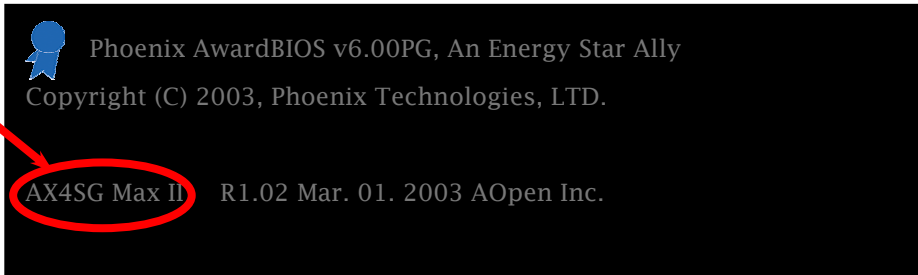 Phoenix AwardBIOS v6.00PG, An Energy Star Ally
Copyright (C) 2003, Phoenix Technologies, LTD.
AX4SG Max II R1.02 Mar. 01. 2003 AOpen Inc.